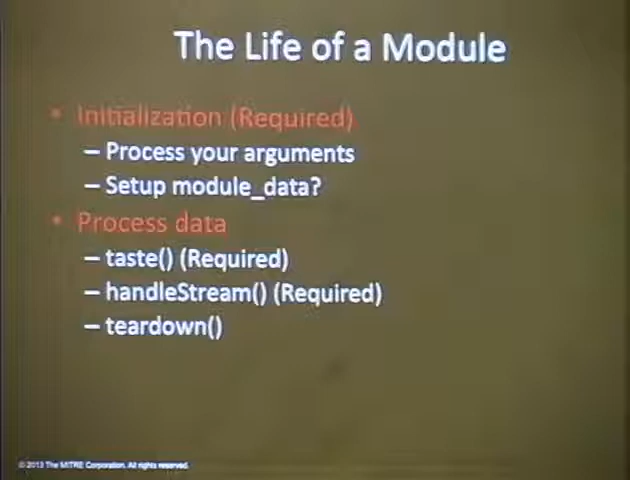 The Life of a Module
• Initialization (Required)
– Process your arguments
– Setup module_data?
• Process data
– taste() (Required)
– handleStream() (Required)
– teardown()
© 2013 The MITRE Corporation. All rights reserved.